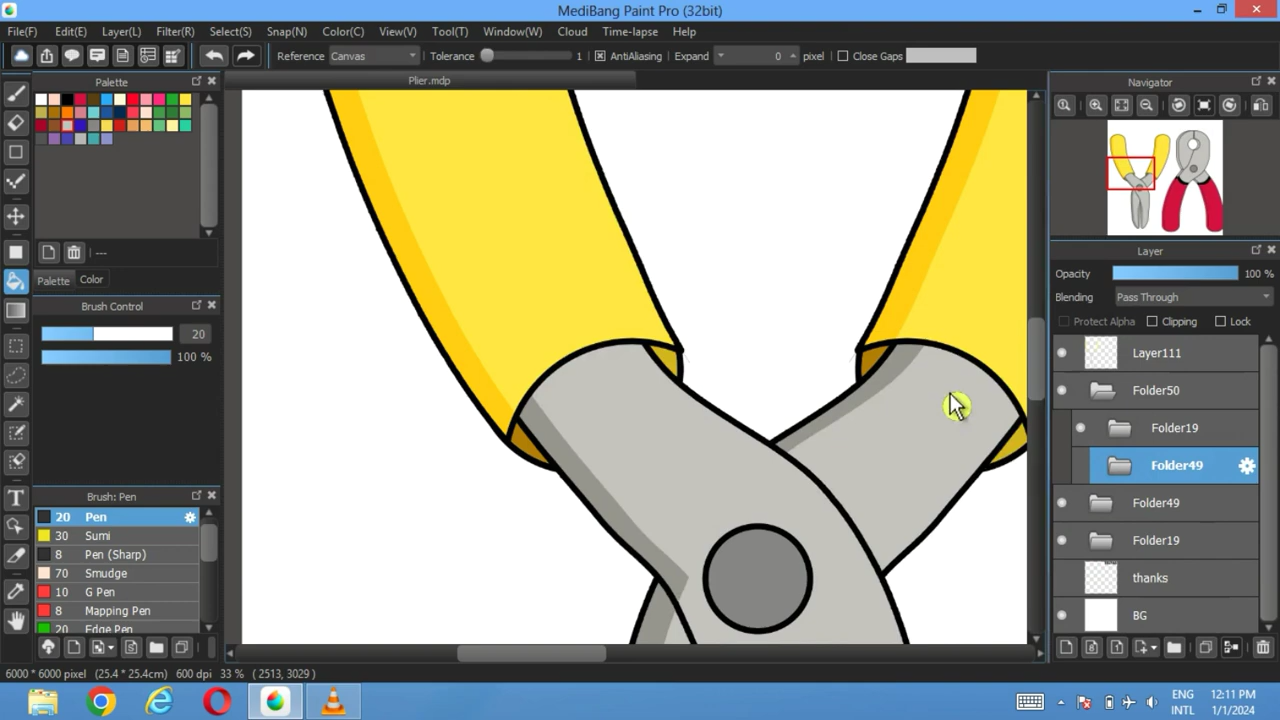 MediBang Paint Pro (32bit)
File(F) Edit(E) Layer(L) Filter(R) Select(S) Snap(N) Color(C) View(V) Tool(T) Window(W) Cloud Time-lapse Help
Reference Canvas Tolerance 1 AntiAliasing Expand 0 pixel Close Gaps
Palette
Plier.mdp
Navigator
---
Palette Color
Brush Control
20
100 %
Layer
Opacity 100 %
Blending Pass Through
Protect Alpha Clipping Lock
Layer111
Folder50
Folder19
Folder49
Folder49
Folder19
thanks
BG
Brush: Pen
20 Pen
30 Sumi
8 Pen (Sharp)
70 Smudge
10 G Pen
8 Mapping Pen
20 Edge Pen
6000 * 6000 pixel (25.4 * 25.4cm) 600 dpi 33 % ( 2513, 3029 )
ENG
INTL
12:11 PM
1/1/2024